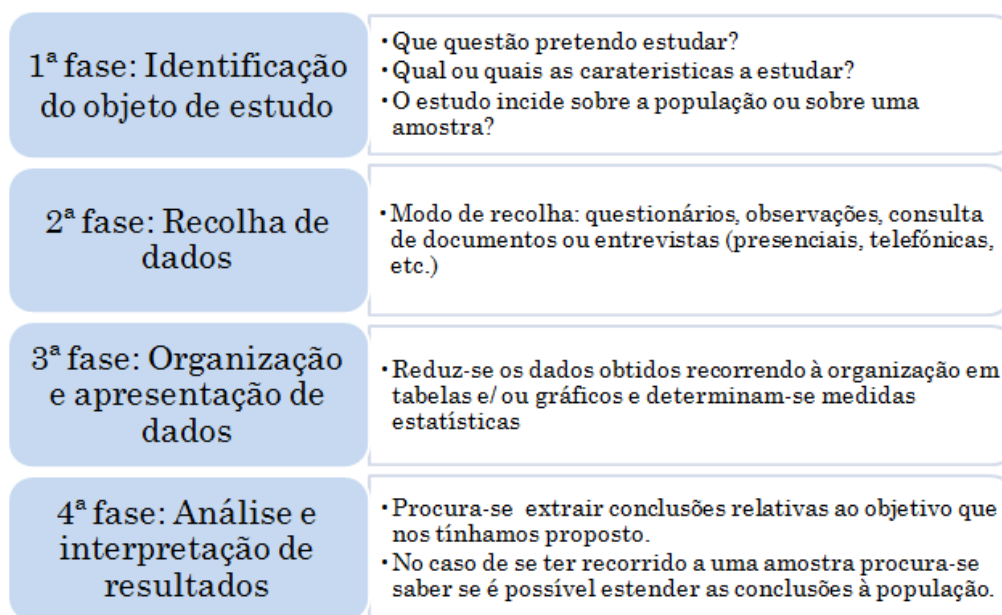 1ª fase: Identificação
do objeto de estudo
• Que questão pretendo estudar?
• Qual ou quais as carateristicas a estudar?
• O estudo incide sobre a população ou sobre uma
amostra?
2ª fase: Recolha de
dados
• Modo de recolha: questionários, observações, consulta
de documentos ou entrevistas (presenciais, telefónicas,
etc.)
3ª fase: Organização
e apresentação de
dados
• Reduz-se os dados obtidos recorrendo à organização em
tabelas e/ ou gráficos e determinam-se medidas
estatísticas
4ª fase: Análise e
interpretação de
resultados
• Procura-se extrair conclusões relativas ao objetivo que
nos tínhamos proposto.
• No caso de se ter recorrido a uma amostra procura-se
saber se é possível estender as conclusões à população.